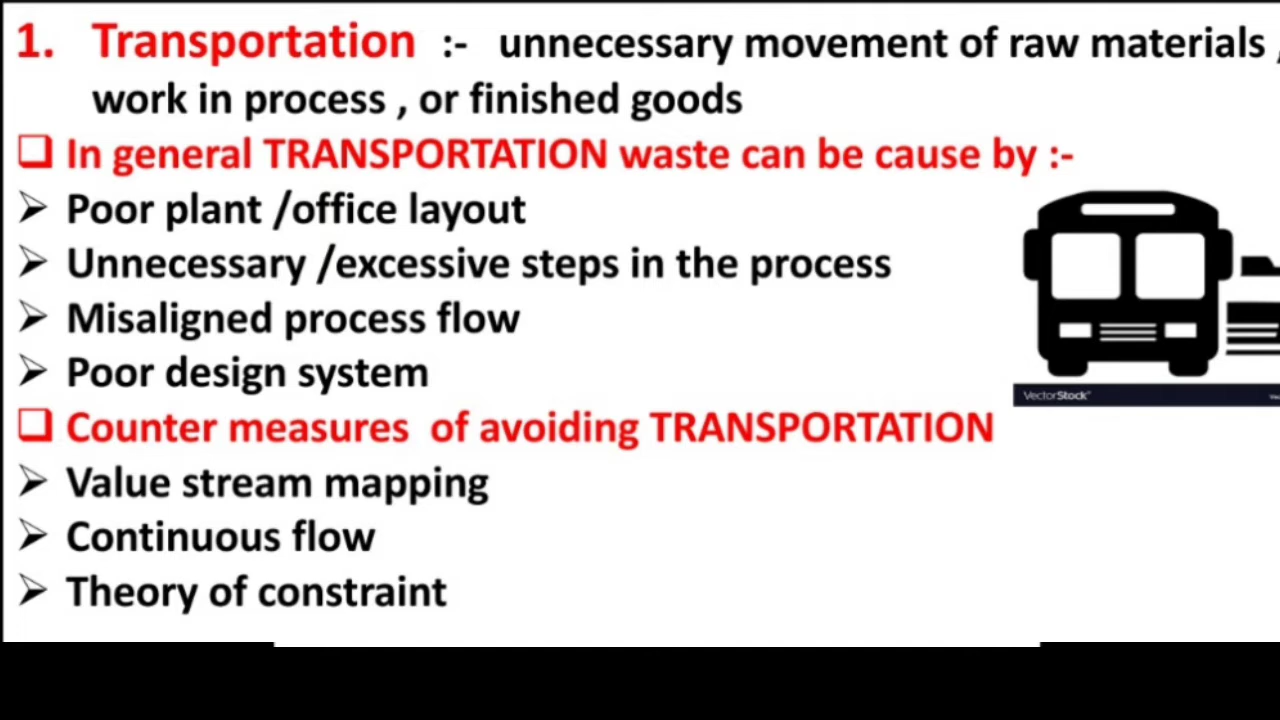 1. Transportation :- unnecessary movement of raw materials ,
work in process , or finished goods
❑ In general TRANSPORTATION waste can be cause by :-
➢ Poor plant /office layout
➢ Unnecessary /excessive steps in the process
➢ Misaligned process flow
➢ Poor design system
VectorStock
❑ Counter measures of avoiding TRANSPORTATION
➢ Value stream mapping
➢ Continuous flow
➢ Theory of constraint